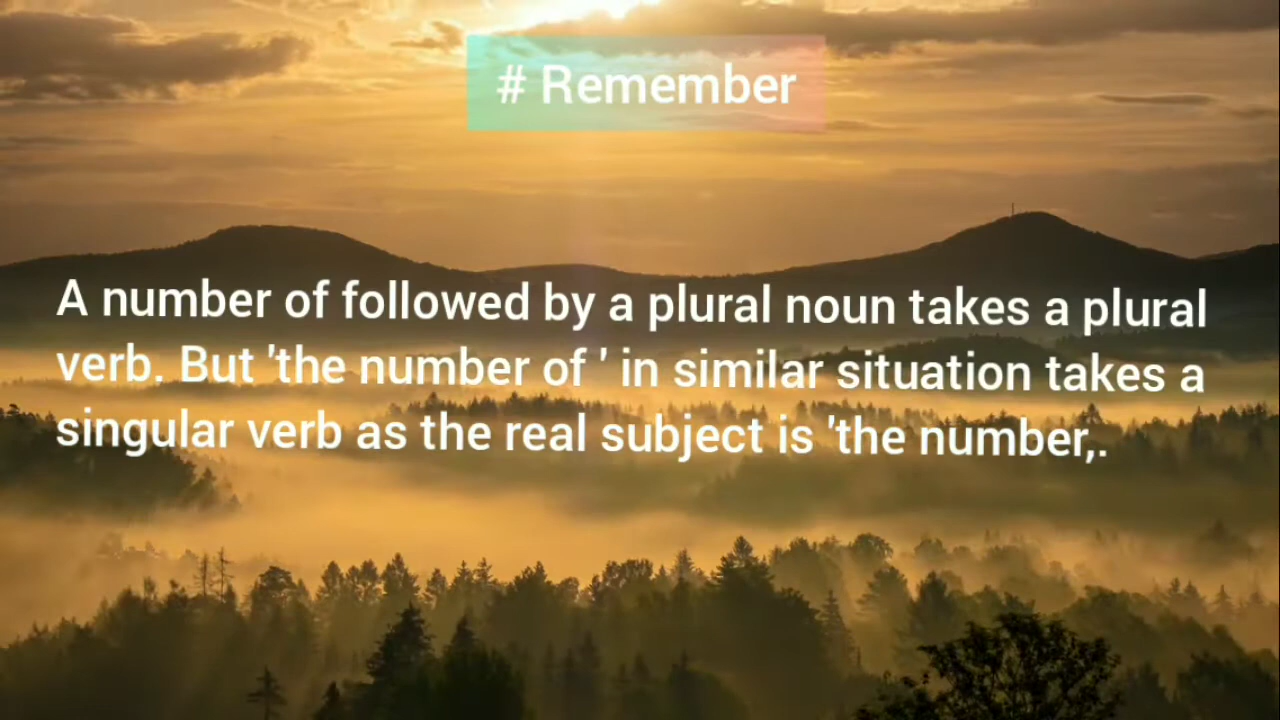 # Remember
A number of followed by a plural noun takes a plural
verb. But 'the number of ' in similar situation takes a
singular verb as the real subject is 'the number,.